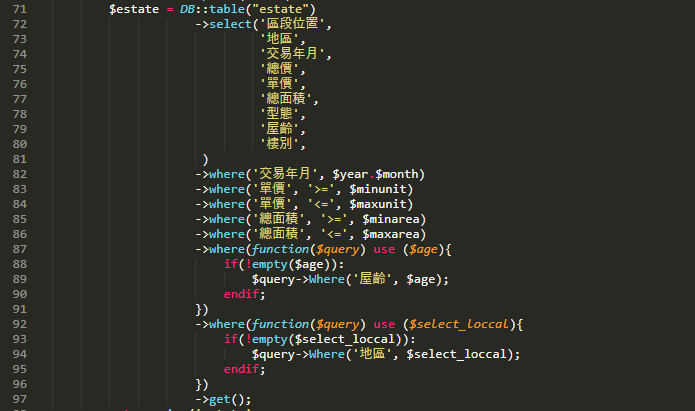 71 $estate = DB::table("estate")
72 ->select('區段位置',
73 '地區',
74 '交易年月',
75 '總價',
76 '單價',
77 '總面積',
78 '型態',
79 '屋齡',
80 '樓別',
81 )
82 ->where('交易年月', $year.$month)
83 ->where('單價', '>=', $minunit)
84 ->where('單價', '<=', $maxunit)
85 ->where('總面積', '>=', $minarea)
86 ->where('總面積', '<=', $maxarea)
87 ->where(function($query) use ($age){
88 if(!empty($age)):
89 $query->Where('屋齡', $age);
90 endif;
91 })
92 ->where(function($query) use ($select_loccal){
93 if(!empty($select_loccal)):
94 $query->Where('地區', $select_loccal);
95 endif;
96 })
97 ->get();